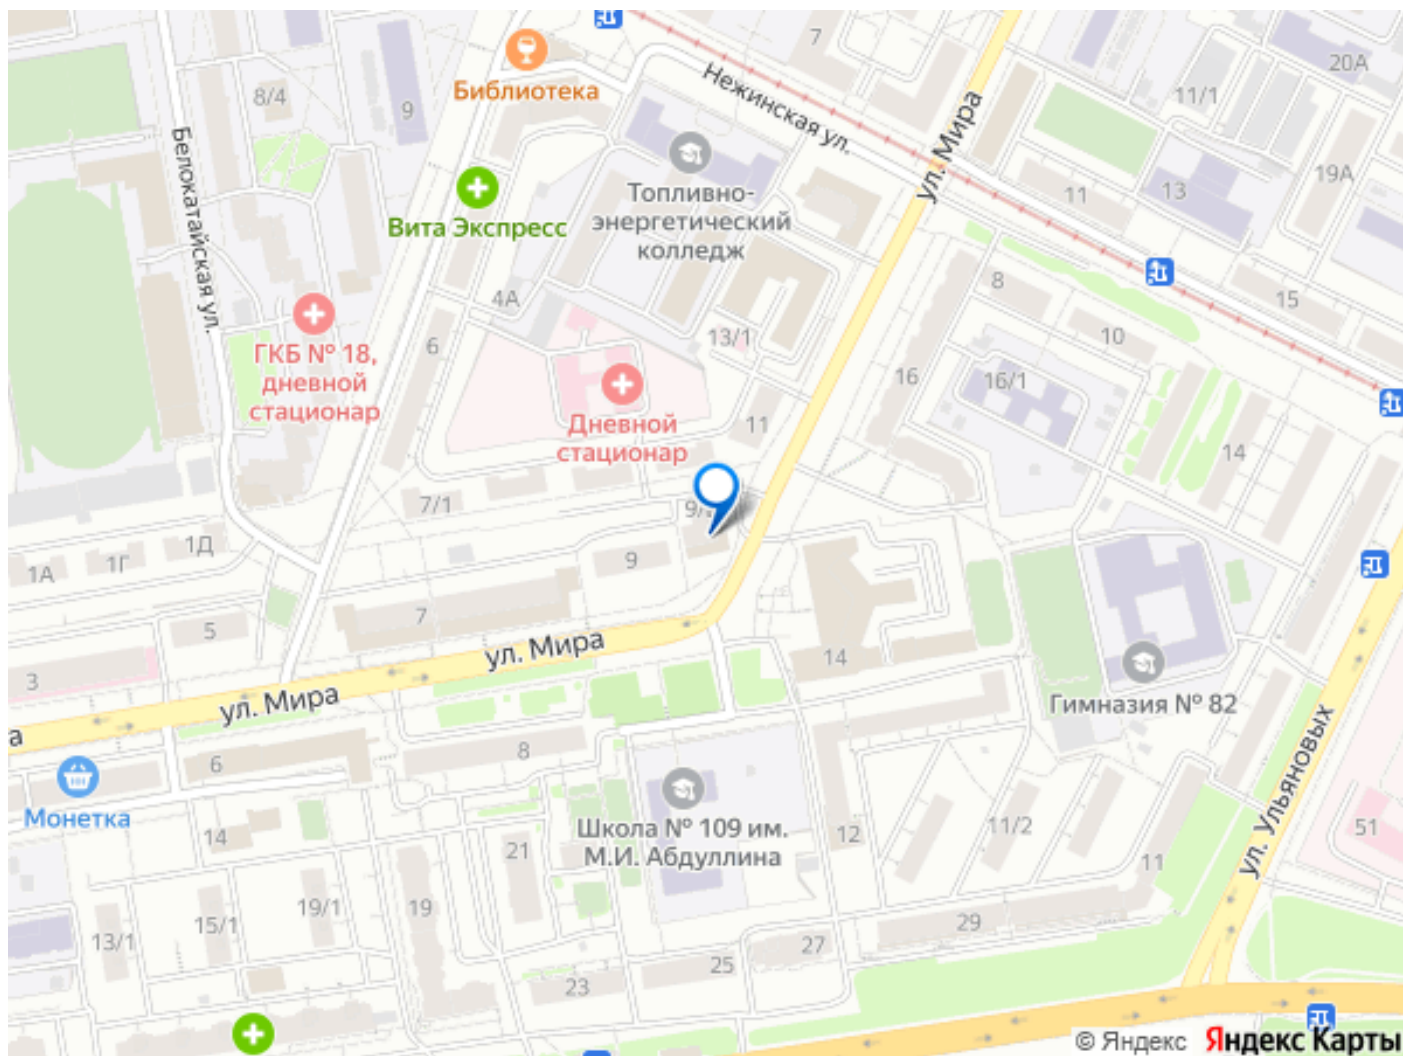 7
20А
Библиотека
Нежинская ул.
8/4
9
11/1
ул. Мира
Белокатайская ул.
19А
Топливно-
энергетический
колледж
11
13
Вита Экспресс
8
4А
15
6
13/1
10
ГКБ № 18,
дневной
стационар
16
16/1
Дневной
стационар
11
14
7/1
9/
1А
1Г
1Д
9
7
5
ул. Мира
14
3
ул. Мира
Гимназия № 82
а
6
8
Монетка
ул. Ульяновых
14
Школа № 109 им.
М.И. Абдуллина
12
11/2
51
21
11
19/1
19
15/1
13/1
29
27
25
23
© Яндекс Яндекс Карты